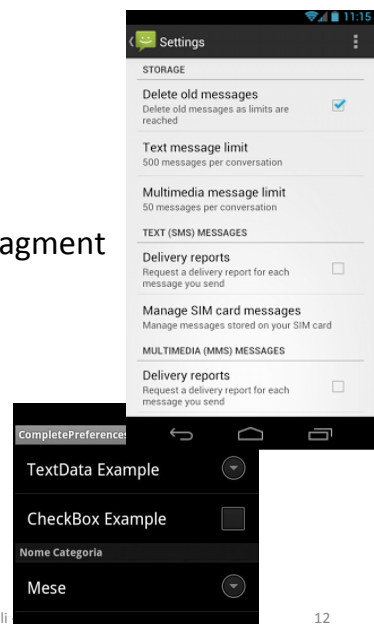 11:15
Settings
STORAGE
Delete old messages
Delete old messages as limits are
reached
Text message limit
500 messages per conversation
Multimedia message limit
50 messages per conversation
TEXT (SMS) MESSAGES
agment
Delivery reports
Request a delivery report for each
message you send
Manage SIM card messages
Manage messages stored on your SIM card
MULTIMEDIA (MMS) MESSAGES
Delivery reports
Request a delivery report for each
message you send
CompletePreferences
TextData Example
CheckBox Example
Nome Categoria
Mese
li
12